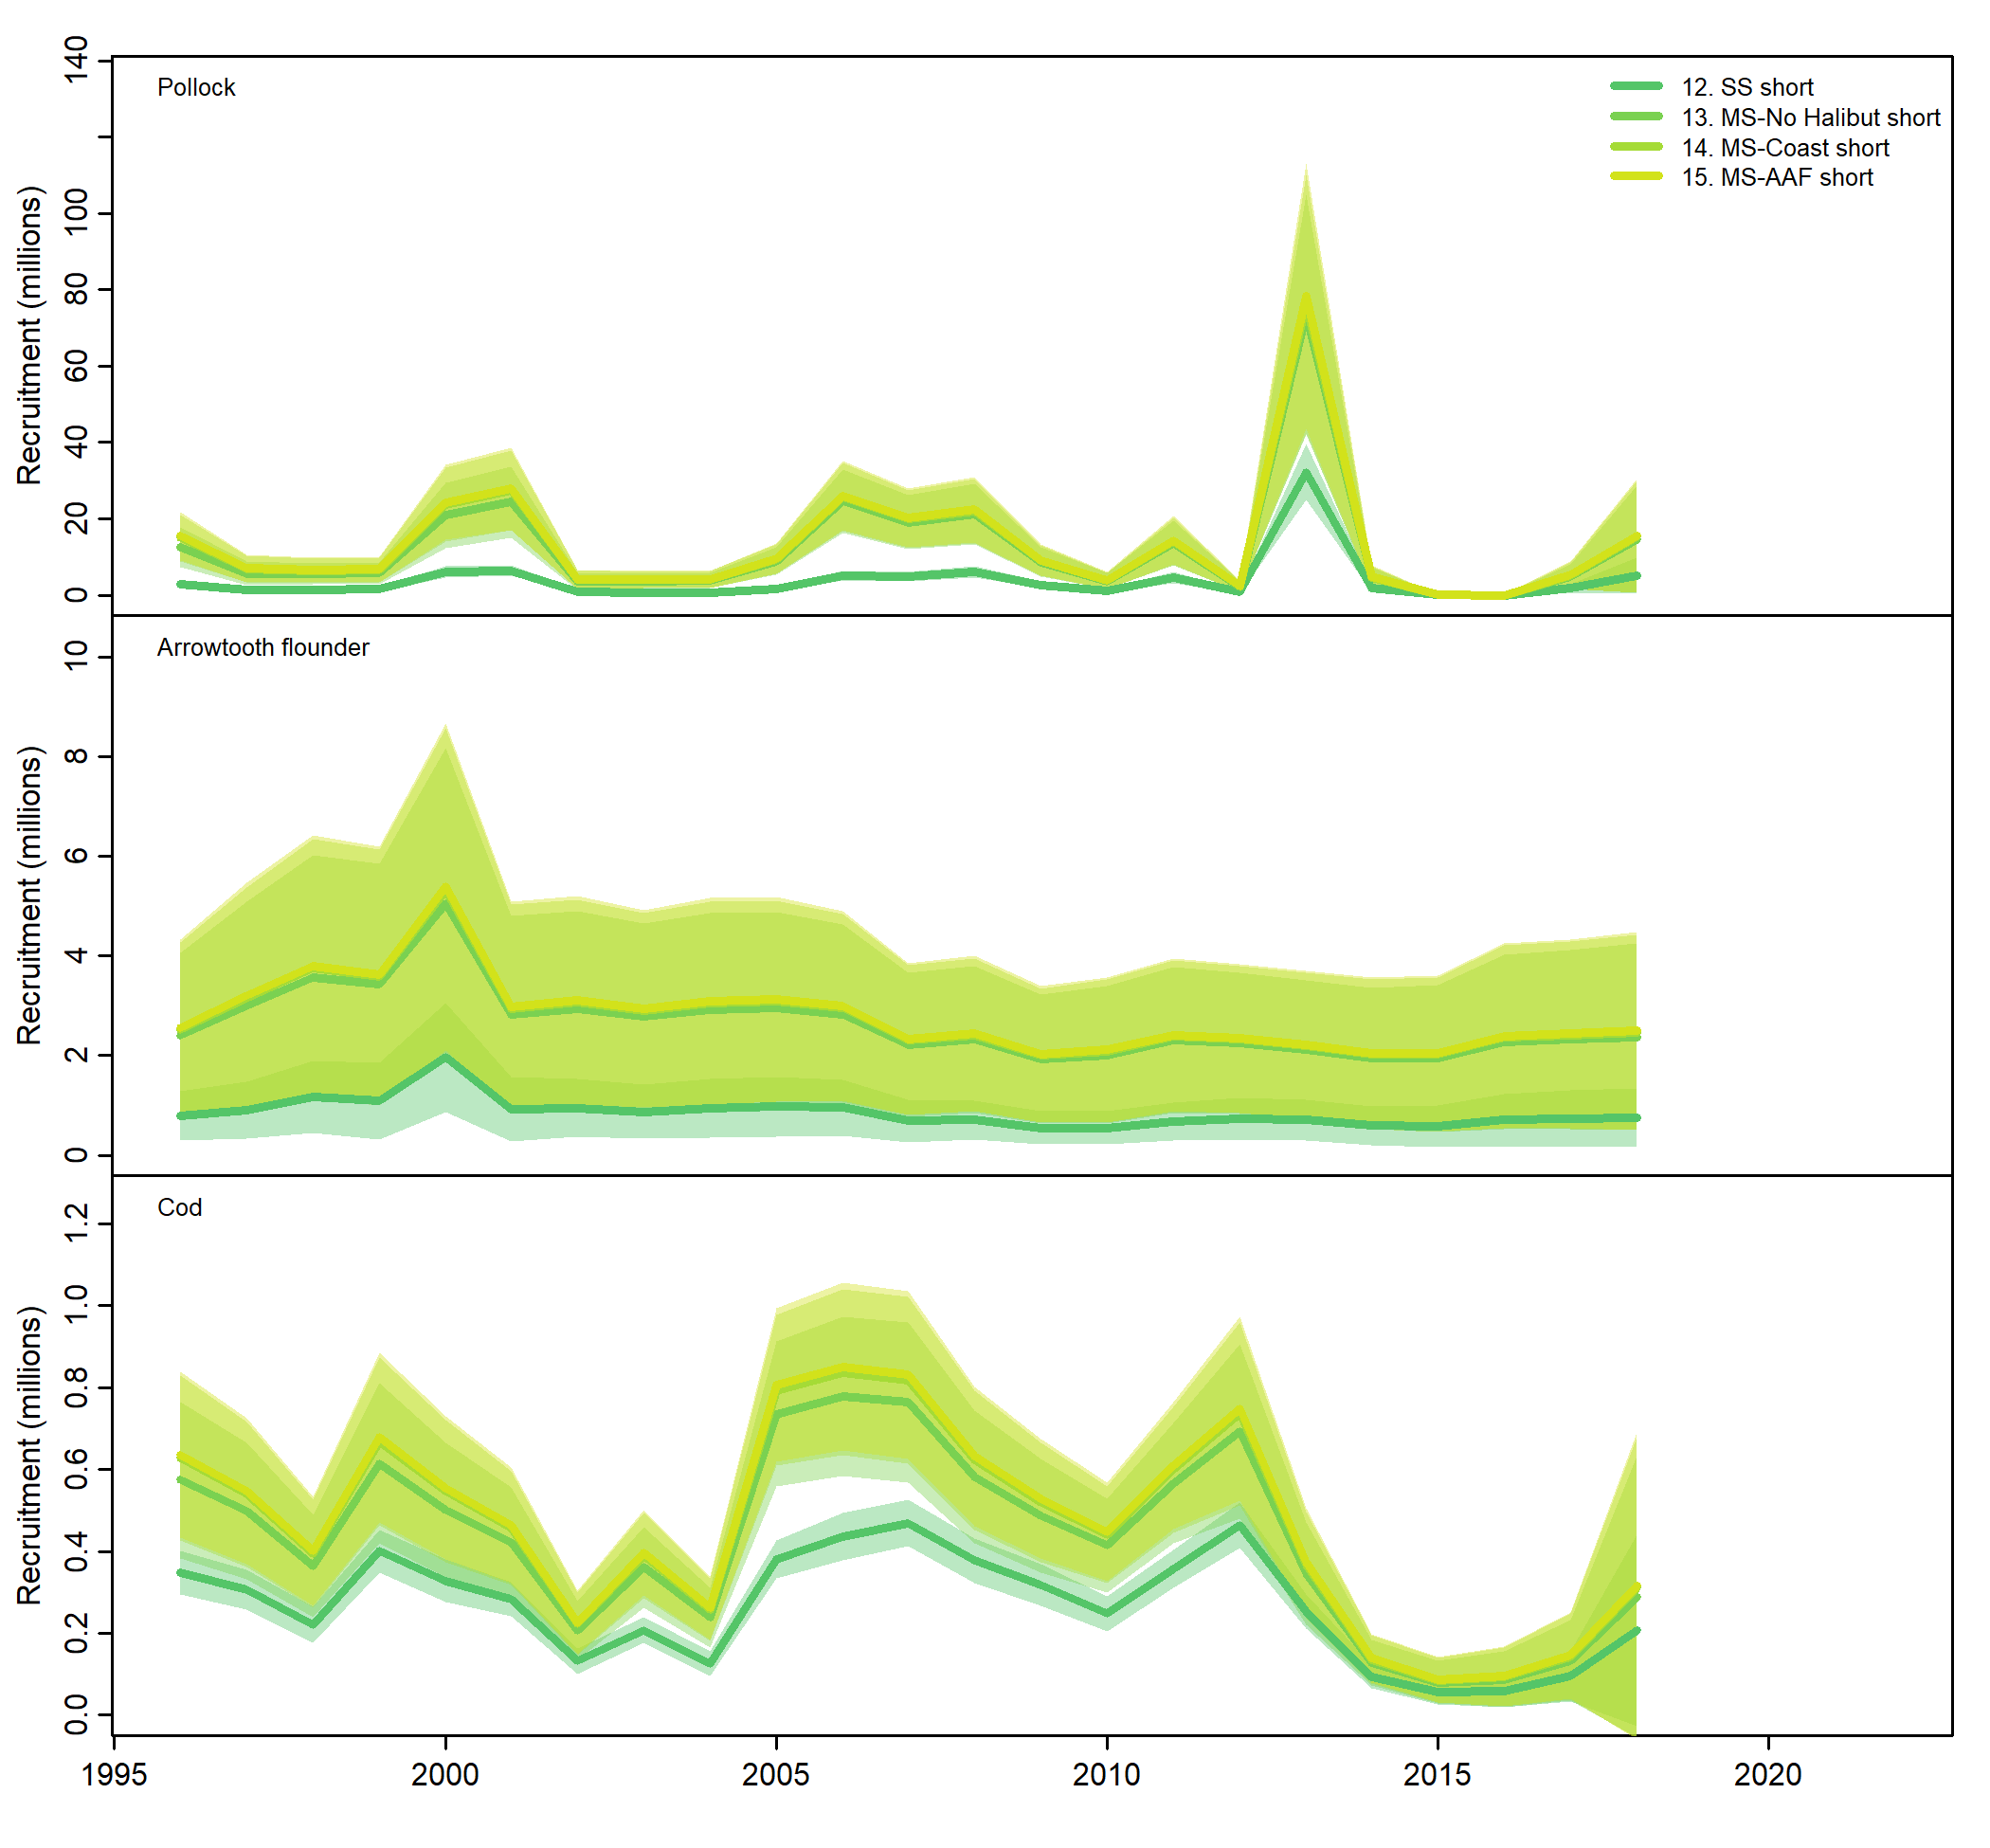 Pollock
12. SS short
13. MS-No Halibut short
14. MS-Coast short
15. MS-AAF short
Recruitment (millions)
140
100
80
60
40
20
0
Arrowtooth flounder
Recruitment (millions)
10
8
6
4
2
0
Cod
Recruitment (millions)
1.2
1.0
0.8
0.6
0.4
0.2
0.0
1995 2000 2005 2010 2015 2020